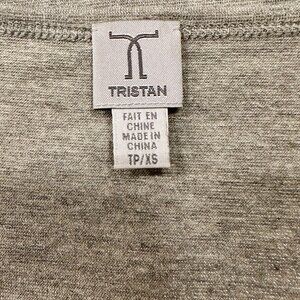 TRISTAN
FAIT EN
CHINE
MADE IN
CHINA
TP/XS